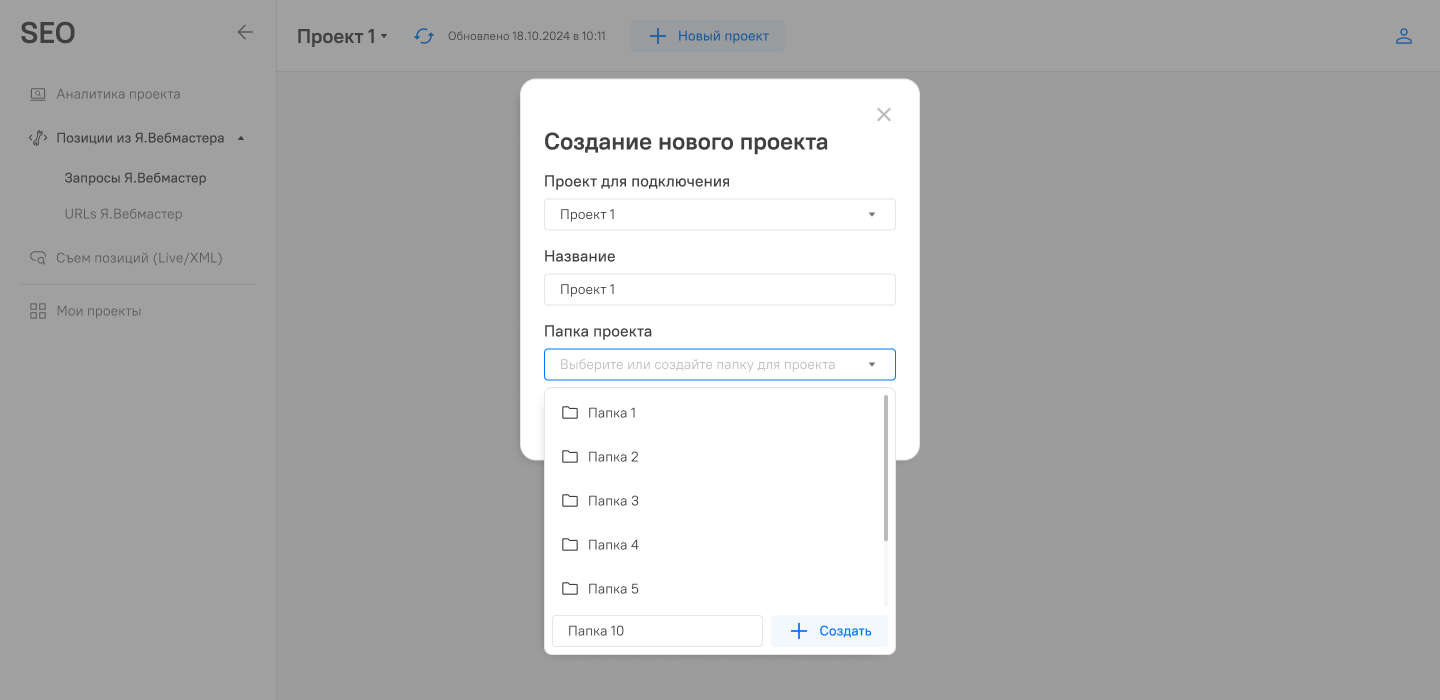 SEO
Аналитика проекта
Позиции из Я.Вебмастера
Запросы Я.Вебмастер
URLs Я.Вебмастер
Съем позиций (Live/XML)
Мои проекты
Проект 1
Обновлено 18.10.2024 в 10:11
Новый проект
Создание нового проекта
Проект для подключения
Проект 1
Название
Проект 1
Папка проекта
Выберите или создайте папку для проекта
Папка 1
Папка 2
Папка 3
Папка 4
Папка 5
Папка 10
Создать